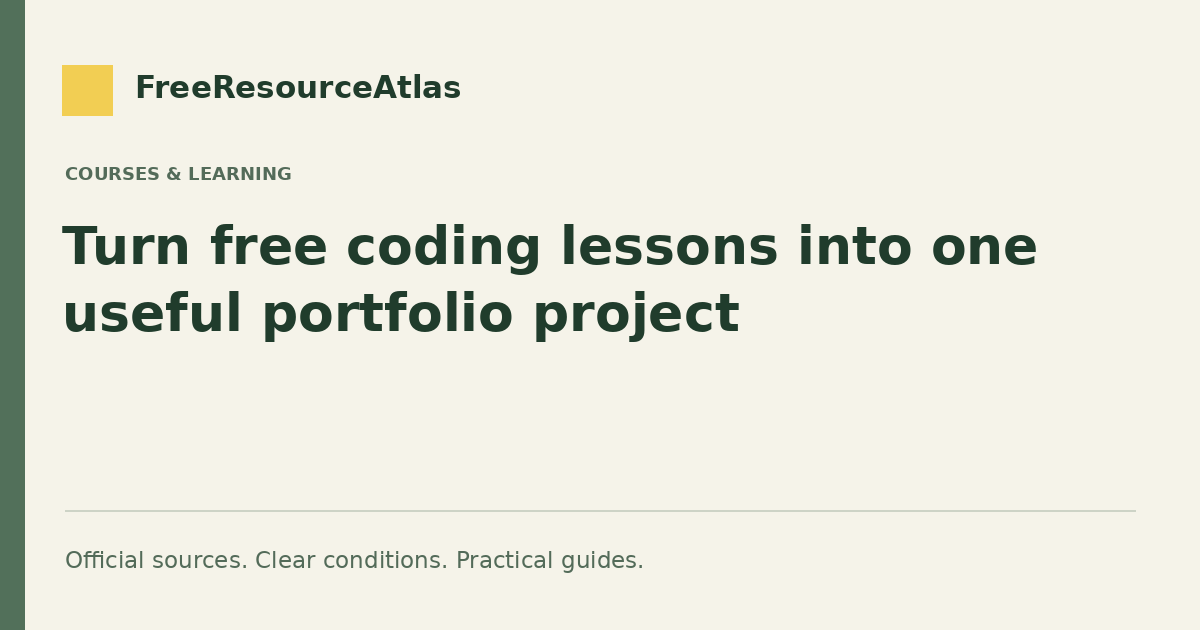 FreeResourceAtlas
COURSES & LEARNING
Turn free coding lessons into one
useful portfolio project
Official sources. Clear conditions. Practical guides.